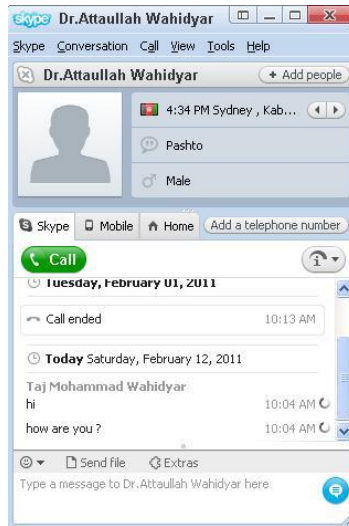 skype Dr.Attaullah Wahidyar
Skype Conversation Call View Tools Help
Dr.Attaullah Wahidyar + Add people
4:34 PM Sydney , Kab...
Pashto
Male
Skype Mobile Home Add a telephone number
Call
Tuesday, February 01, 2011
Call ended 10:13 AM
Today Saturday, February 12, 2011
Taj Mohammad Wahidyar
hi 10:04 AM
how are you ? 10:04 AM
Send file Extras
Type a message to Dr.Attaullah Wahidyar here